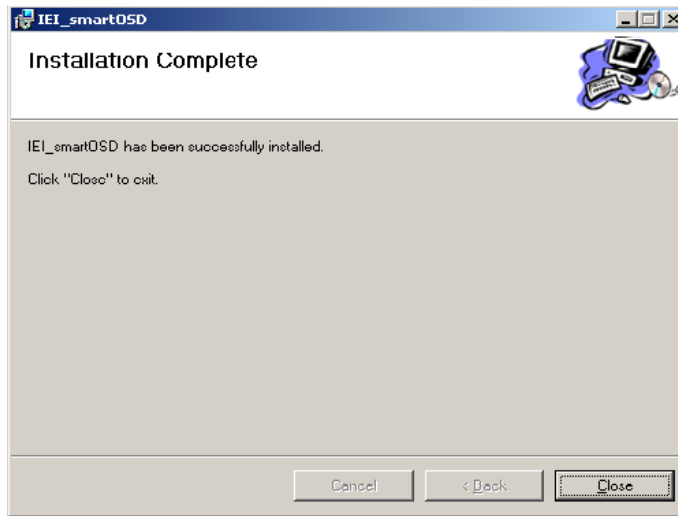 IEI_smartOSD
Installation Complete
IEI_smartOSD has been successfully installed.
Click "Close" to exit.
Cancel
< Back
Close